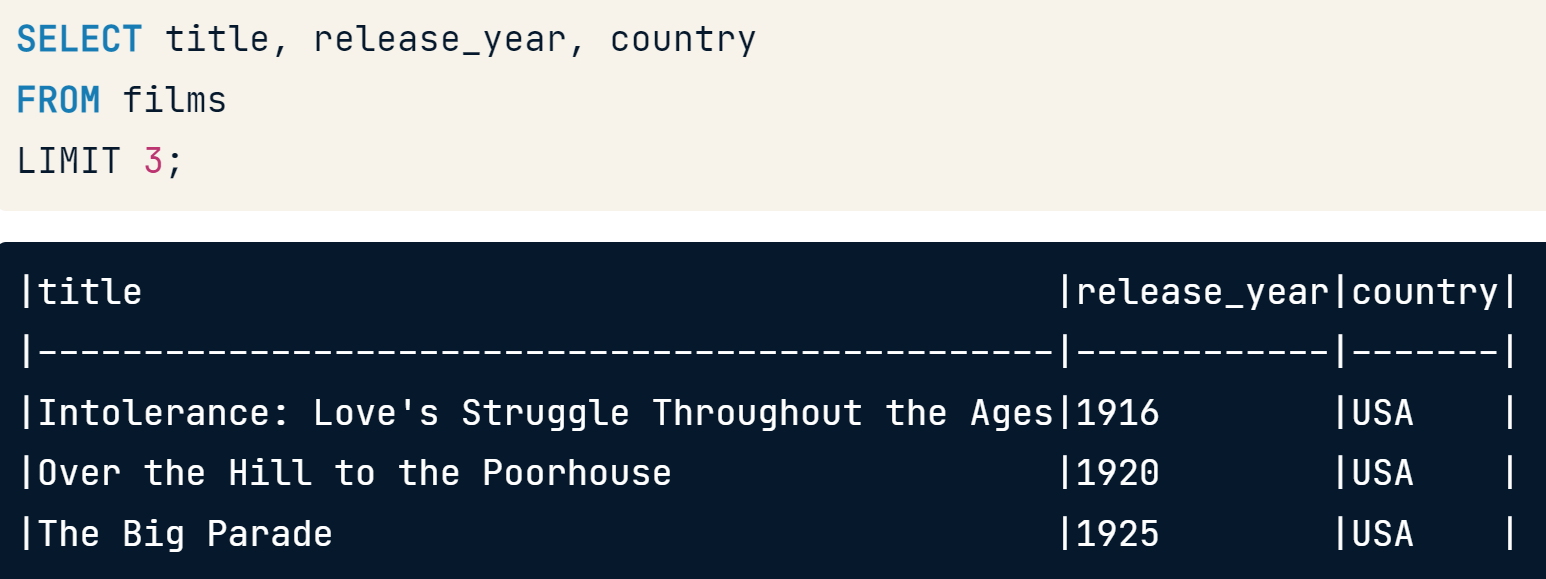 SELECT title, release_year, country
FROM films
LIMIT 3;
|title                                           |release_year|country|
|------------------------------------------------|------------|-------|
|Intolerance: Love's Struggle Throughout the Ages|1916        |USA    |
|Over the Hill to the Poorhouse                  |1920        |USA    |
|The Big Parade                                  |1925        |USA    |